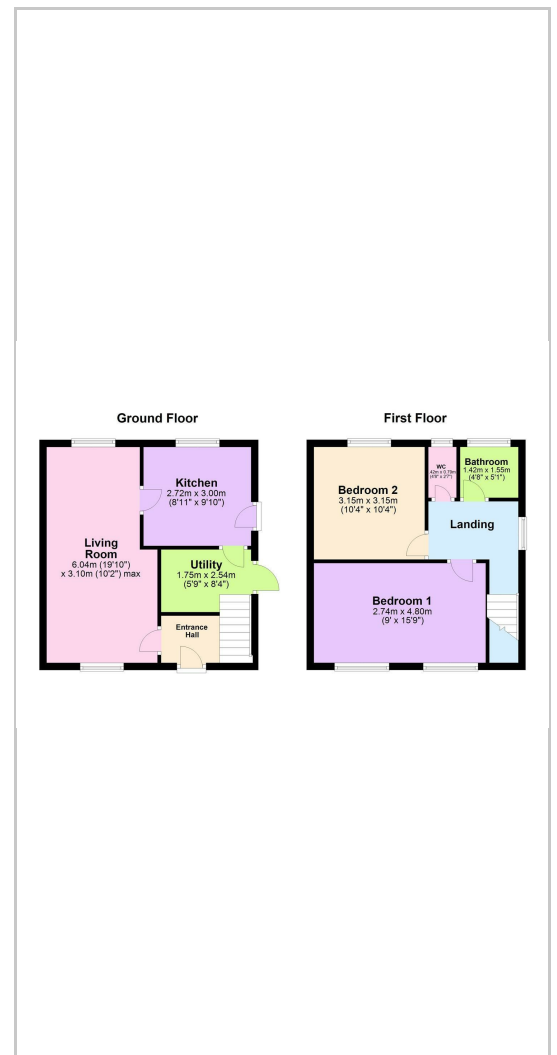 Ground Floor
Living
Room
6.04m (19'10")
x 3.10m (10'2") max
Kitchen
2.72m x 3.00m
(8'11" x 9'10")
Utility
1.75m x 2.54m
(5'9" x 8'4")
Entrance
Hall
First Floor
Bedroom 2
3.15m x 3.15m
(10'4" x 10'4")
WC
Bathroom
1.42m x 1.55m
(4'8" x 5'1")
Landing
Bedroom 1
2.74m x 4.80m
(9' x 15'9")